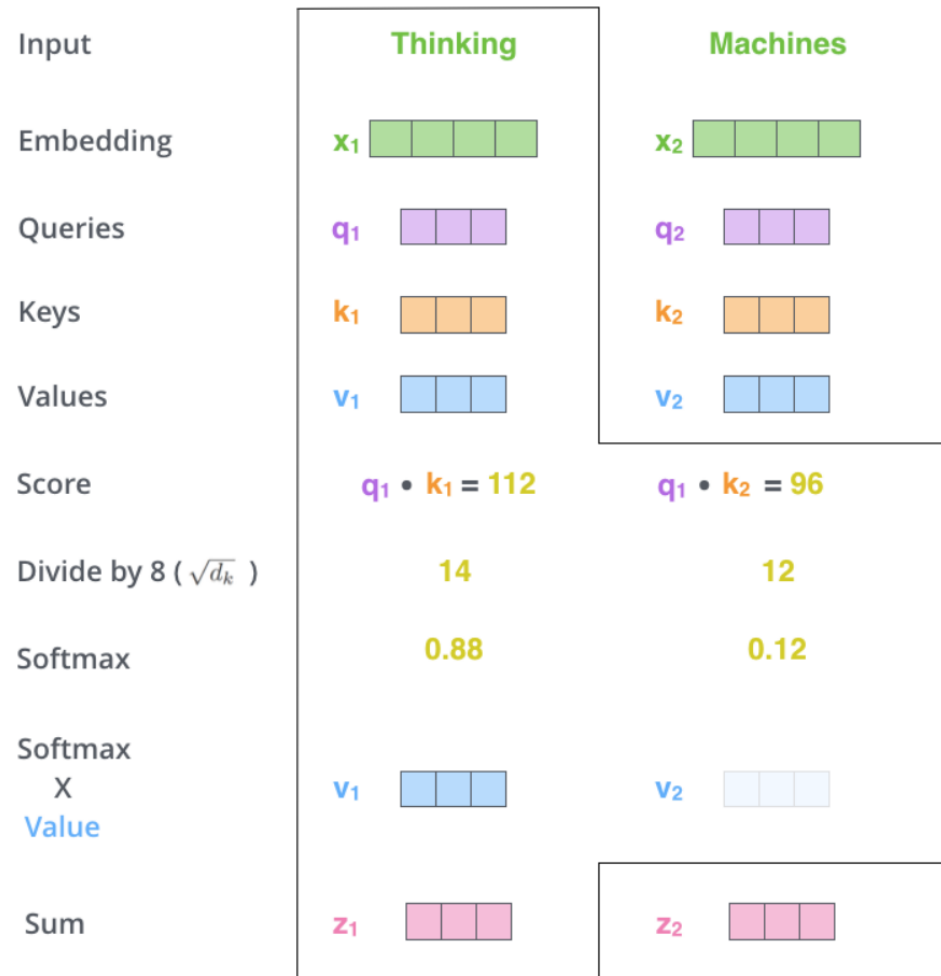 Input Thinking Machines
Embedding x₁ x₂
Queries q₁ q₂
Keys k₁ k₂
Values v₁ v₂
Score q₁ • k₁ = 112 q₁ • k₂ = 96
Divide by 8 ( √dₖ ) 14 12
Softmax 0.88 0.12
Softmax
X
Value v₁ v₂
Sum z₁ z₂